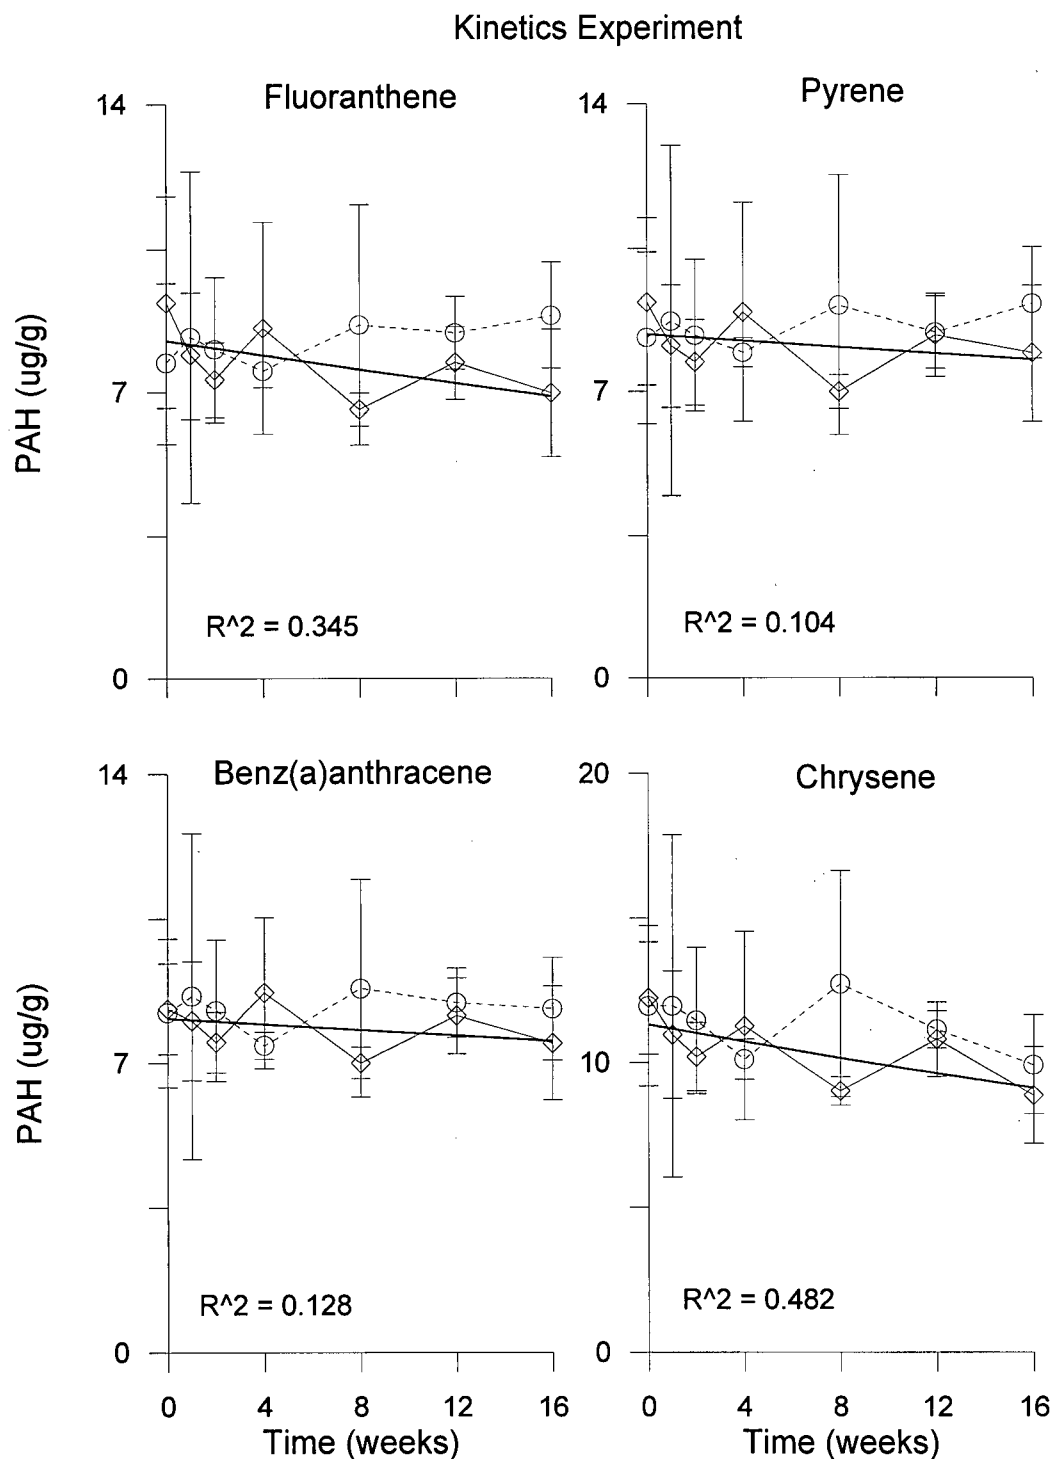 Kinetics Experiment
Fluoranthene
Pyrene
14
14
PAH (ug/g)
7
7
R^2 = 0.345
R^2 = 0.104
0
0
Benz(a)anthracene
Chrysene
14
20
PAH (ug/g)
7
10
R^2 = 0.128
R^2 = 0.482
0
0
0 4 8 12 16
0 4 8 12 16
Time (weeks)
Time (weeks)